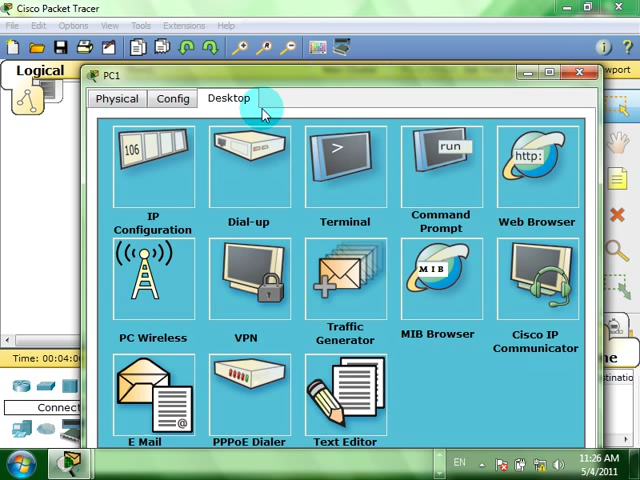 Cisco Packet Tracer
File Edit Options View Tools Extensions Help
Logical
PC1
Physical Config Desktop
106
>
run
http:
IP Configuration
Dial-up
Terminal
Command Prompt
Web Browser
MIB
PC Wireless
VPN
Traffic Generator
MIB Browser
Cisco IP Communicator
@
E Mail
PPPoE Dialer
Text Editor
Time: 00:04:0
Connect
EN
11:26 AM
5/4/2011